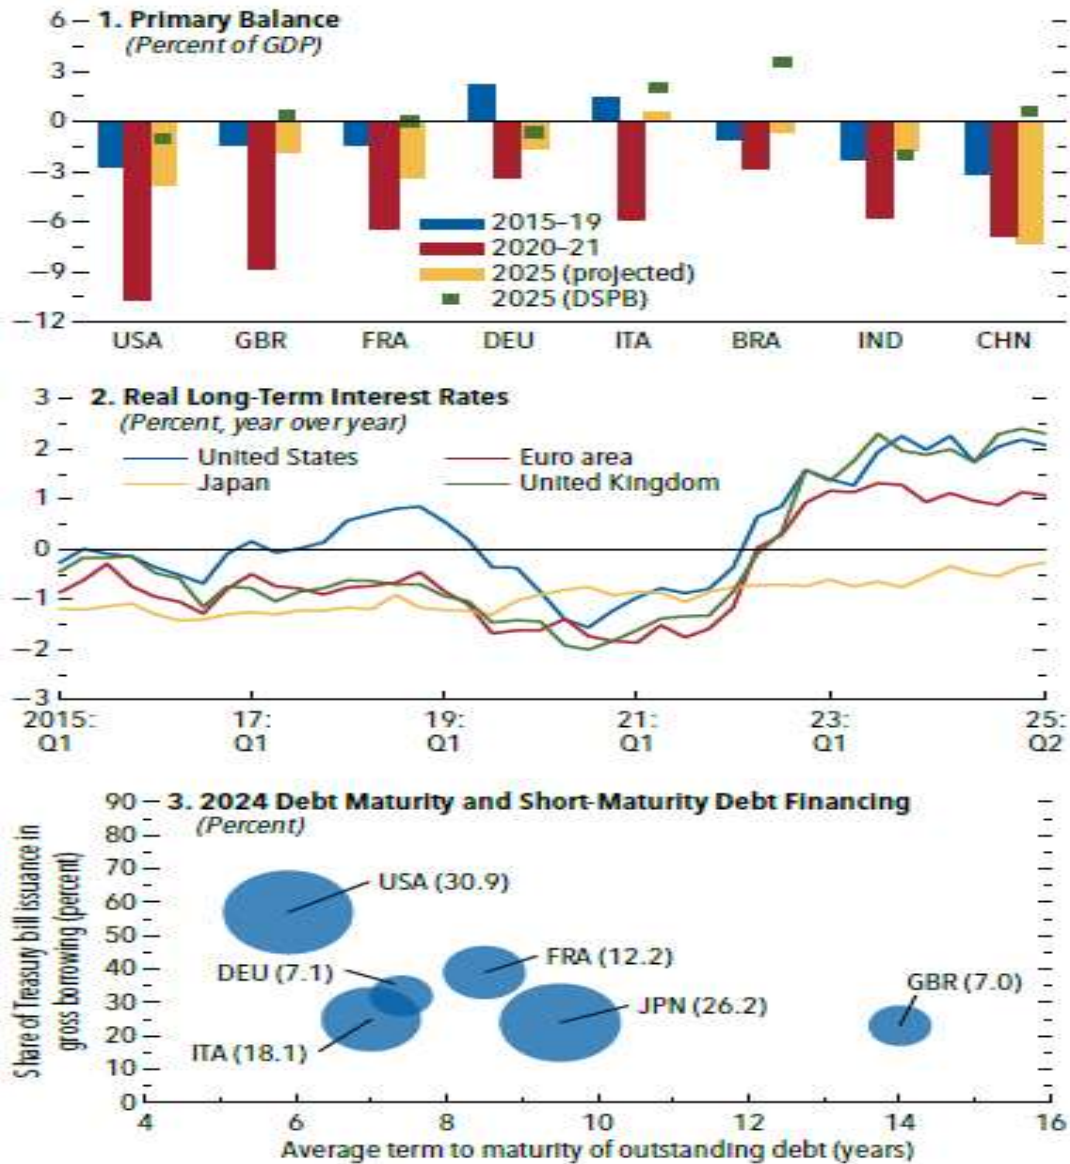 1. Primary Balance
(Percent of GDP)
6
3
0
−3
−6
−9
−12
2015–19
2020–21
2025 (projected)
2025 (DSPB)
USA GBR FRA DEU ITA BRA IND CHN
2. Real Long-Term Interest Rates
(Percent, year over year)
United States Euro area
Japan United Kingdom
3
2
1
0
−1
−2
−3
2015: 17: 19: 21: 23: 25:
Q1 Q1 Q1 Q1 Q1 Q2
3. 2024 Debt Maturity and Short-Maturity Debt Financing
(Percent)
Share of Treasury bill issuance in
gross borrowing (percent)
90
80
70
60
50
40
30
20
10
0
USA (30.9)
DEU (7.1)
FRA (12.2)
GBR (7.0)
JPN (26.2)
ITA (18.1)
4 6 8 10 12 14 16
Average term to maturity of outstanding debt (years)